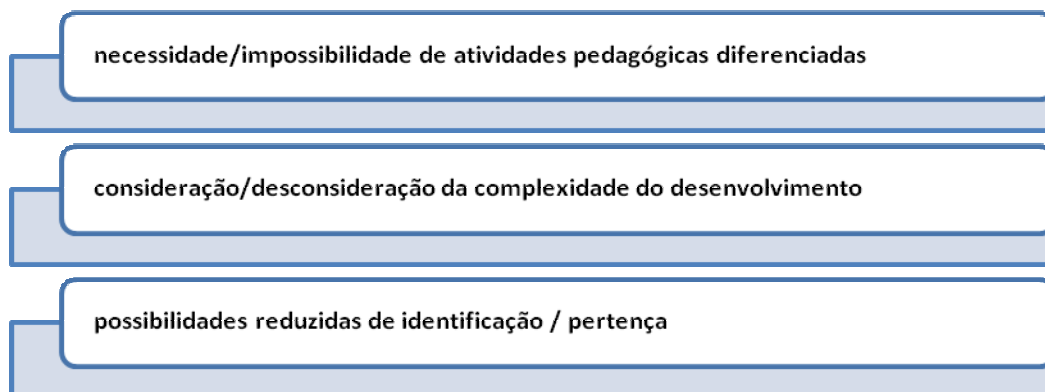 necessidade/impossibilidade de atividades pedagógicas diferenciadas
consideração/desconsideração da complexidade do desenvolvimento
possibilidades reduzidas de identificação / pertença